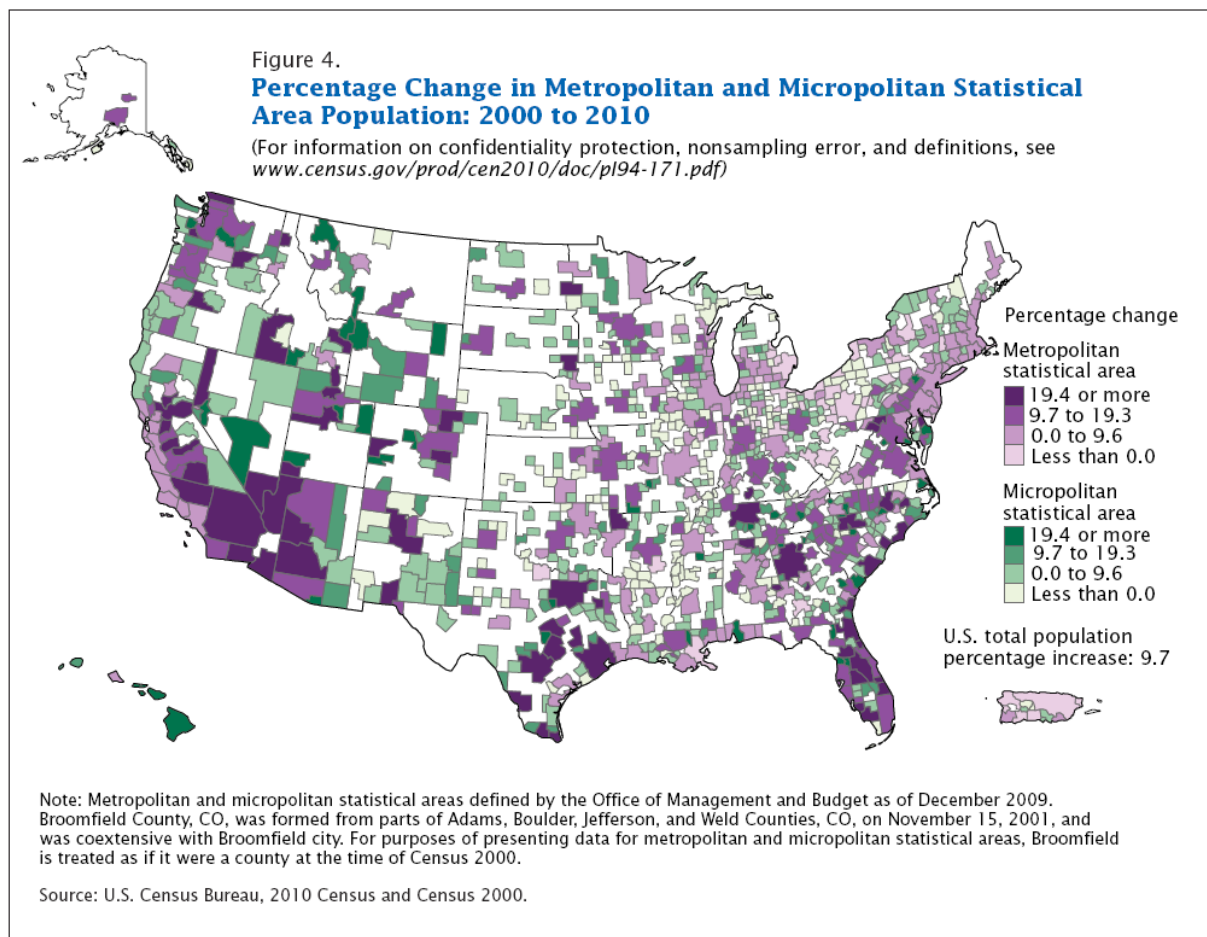 Figure 4.
Percentage Change in Metropolitan and Micropolitan Statistical
Area Population: 2000 to 2010
(For information on confidentiality protection, nonsampling error, and definitions, see
www.census.gov/prod/cen2010/doc/pl94-171.pdf)
Percentage change
Metropolitan
statistical area
19.4 or more
9.7 to 19.3
0.0 to 9.6
Less than 0.0
Micropolitan
statistical area
19.4 or more
9.7 to 19.3
0.0 to 9.6
Less than 0.0
U.S. total population
percentage increase: 9.7
Note: Metropolitan and micropolitan statistical areas defined by the Office of Management and Budget as of December 2009.
Broomfield County, CO, was formed from parts of Adams, Boulder, Jefferson, and Weld Counties, CO, on November 15, 2001, and
was coextensive with Broomfield city. For purposes of presenting data for metropolitan and micropolitan statistical areas, Broomfield
is treated as if it were a county at the time of Census 2000.
Source: U.S. Census Bureau, 2010 Census and Census 2000.